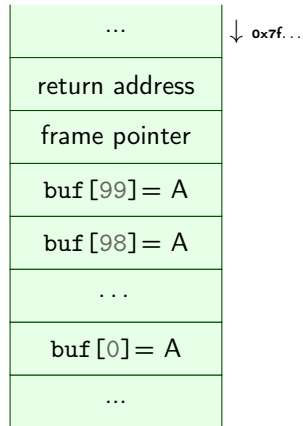 ...
↓ 0x7f...
return address
frame pointer
buf[99]= A
buf[98]= A
...
buf[0]= A
...